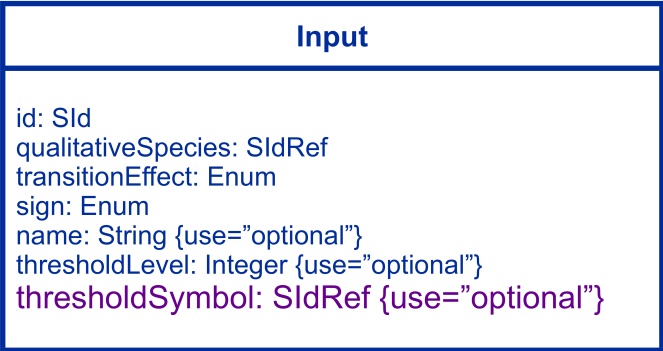 Input
id: SId
qualitativeSpecies: SIdRef
transitionEffect: Enum
sign: Enum
name: String {use=”optional”}
thresholdLevel: Integer {use=”optional”}
thresholdSymbol: SIdRef {use=”optional”}